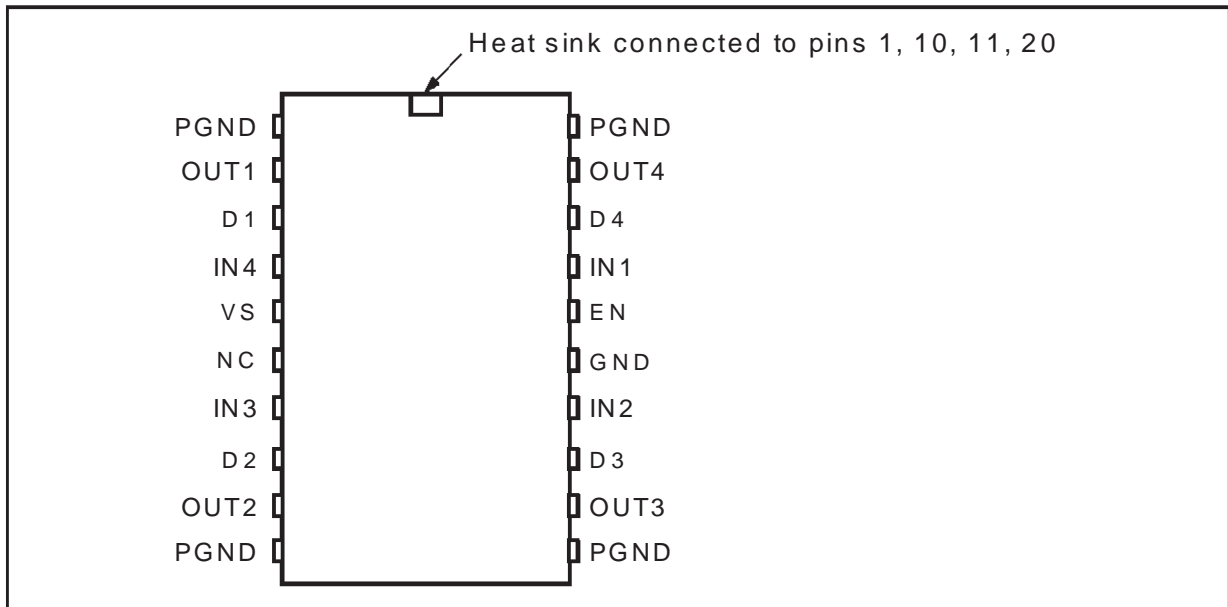 Heat sink connected to pins 1, 10, 11, 20
PGND PGND
OUT1 OUT4
D1 D4
IN4 IN1
VS EN
NC GND
IN3 IN2
D2 D3
OUT2 OUT3
PGND PGND